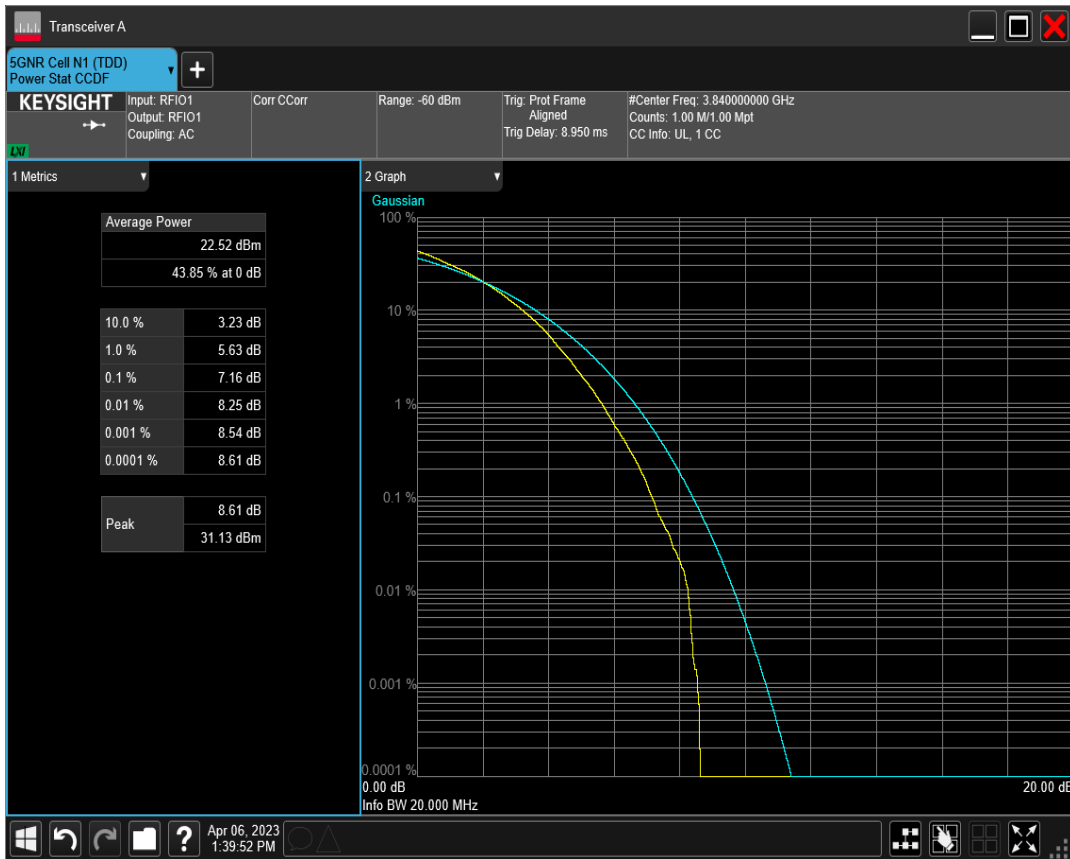 Transceiver A
5GNR Cell N1 (TDD)
Power Stat CCDF
KEYSIGHT
LXI
Input: RFIO1
Output: RFIO1
Coupling: AC
Corr CCorr
Range: -60 dBm
Trig: Prot Frame
Aligned
Trig Delay: 8.950 ms
#Center Freq: 3.840000000 GHz
Counts: 1.00 M/1.00 Mpt
CC Info: UL, 1 CC
1 Metrics
Average Power
22.52 dBm
43.85 % at 0 dB
10.0 % 3.23 dB
1.0 % 5.63 dB
0.1 % 7.16 dB
0.01 % 8.25 dB
0.001 % 8.54 dB
0.0001 % 8.61 dB
Peak 8.61 dB
31.13 dBm
2 Graph
Gaussian
100 %
10 %
1 %
0.1 %
0.01 %
0.001 %
0.0001 %
0.00 dB 20.00 dB
Info BW 20.000 MHz
? Apr 06, 2023
1:39:52 PM